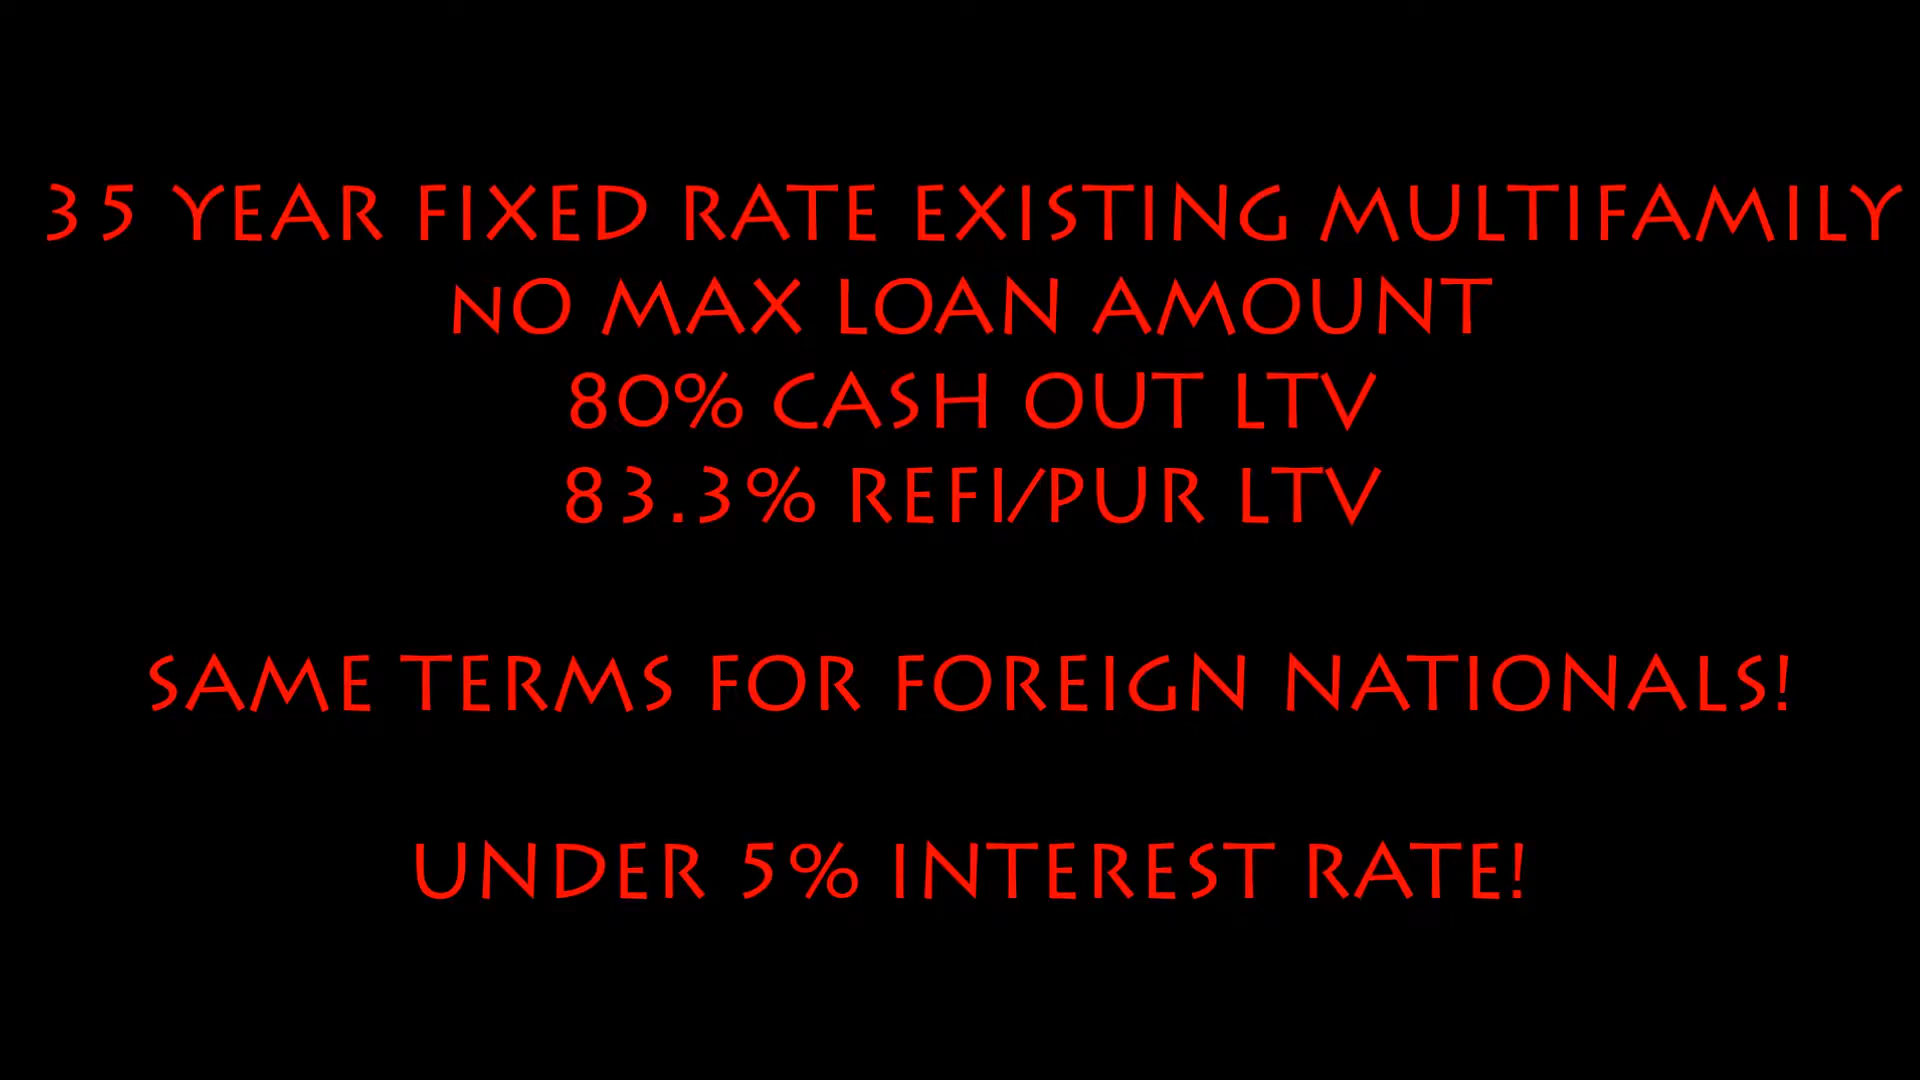 35 YEAR FIXED RATE EXISTING MULTIFAMILY
NO MAX LOAN AMOUNT
80% CASH OUT LTV
83.3% REFI/PUR LTV
SAME TERMS FOR FOREIGN NATIONALS!
UNDER 5% INTEREST RATE!